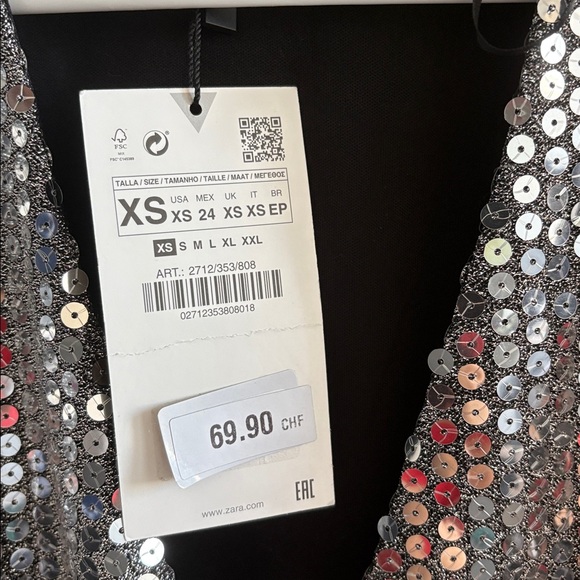 FSC
TALLA / SIZE / TAMANHO / TAILLE / MAAT / ΜΕΓΕΘΟΣ
XS USA MEX UK IT BR
XS 24 XS XS EP
XS S M L XL XXL
ART.: 2712/353/808
02712353808018
69.90 CHF
www.zara.com
EAC